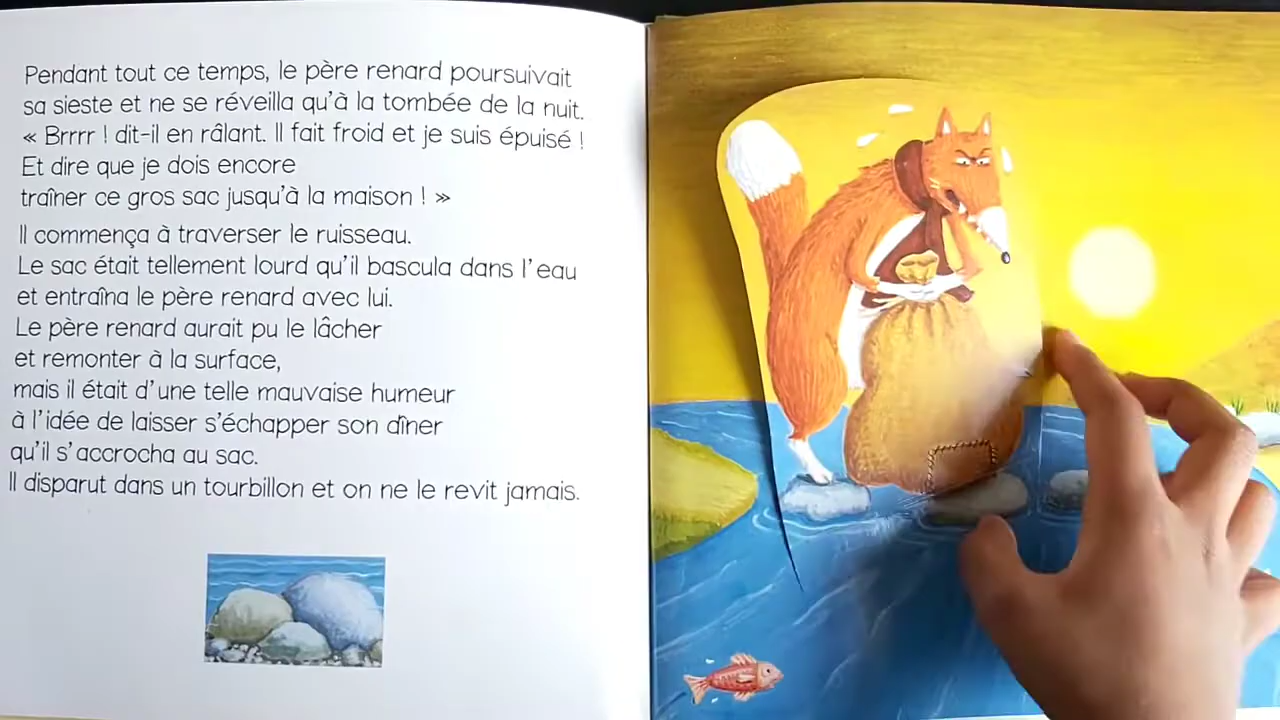 Pendant tout ce temps, le père renard poursuivait
sa sieste et ne se réveilla qu'à la tombée de la nuit.
« Brrrr ! dit-il en râlant. Il fait froid et je suis épuisé !
Et dire que je dois encore
traîner ce gros sac jusqu'à la maison ! »
Il commença à traverser le ruisseau.
Le sac était tellement lourd qu'il bascula dans l'eau
et entraîna le père renard avec lui.
Le père renard aurait pu le lâcher
et remonter à la surface,
mais il était d'une telle mauvaise humeur
à l'idée de laisser s'échapper son dîner
qu'il s'accrocha au sac.
Il disparut dans un tourbillon et on ne le revit jamais.